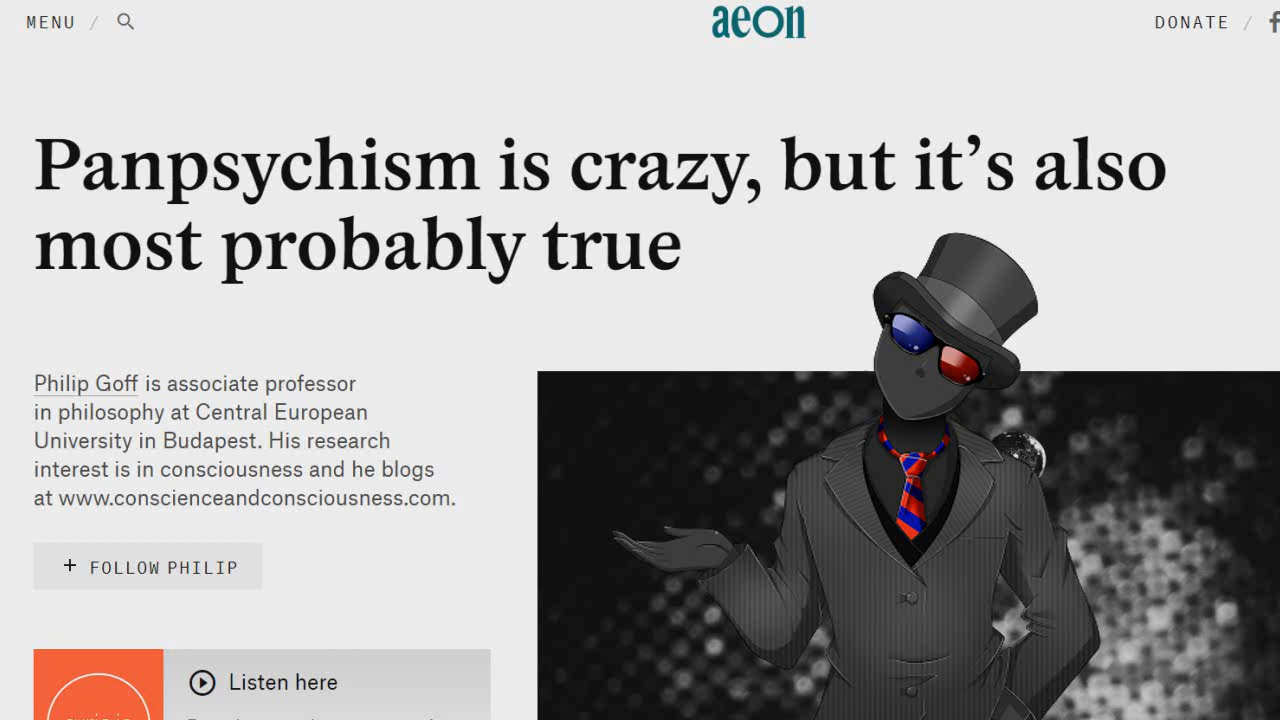 MENU /
aeon
DONATE /
Panpsychism is crazy, but it’s also
most probably true
Philip Goff is associate professor
in philosophy at Central European
University in Budapest. His research
interest is in consciousness and he blogs
at www.conscienceandconsciousness.com.
+ FOLLOW PHILIP
Listen here